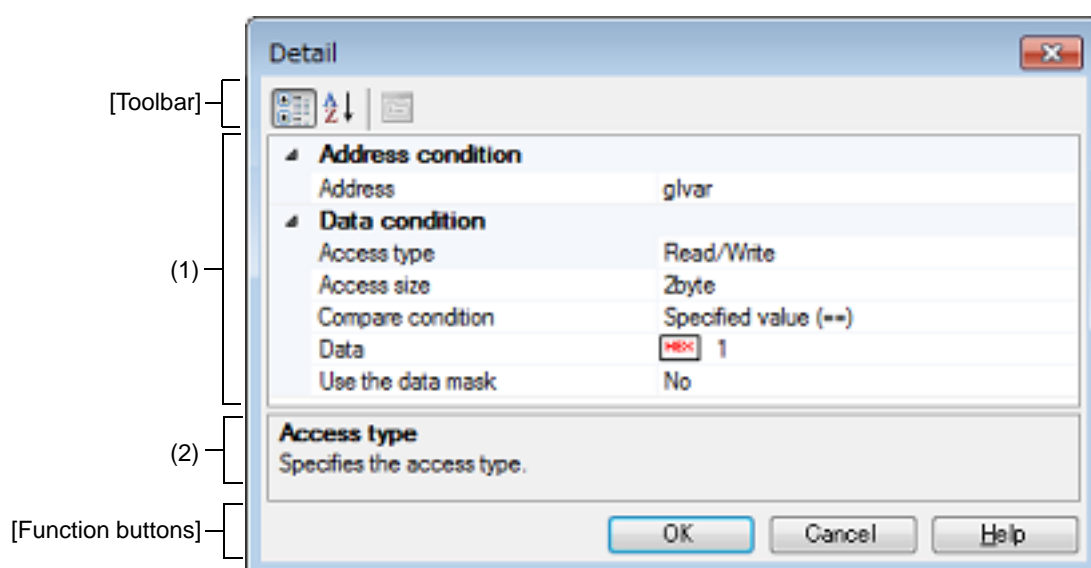 Detail
[Toolbar]
Address condition
Address glvar
Data condition
Access type Read/Write
(1)
Access size 2byte
Compare condition Specified value (==)
Data HEX 1
Use the data mask No
Access type
(2)
Specifies the access type.
[Function buttons]
OK Cancel Help